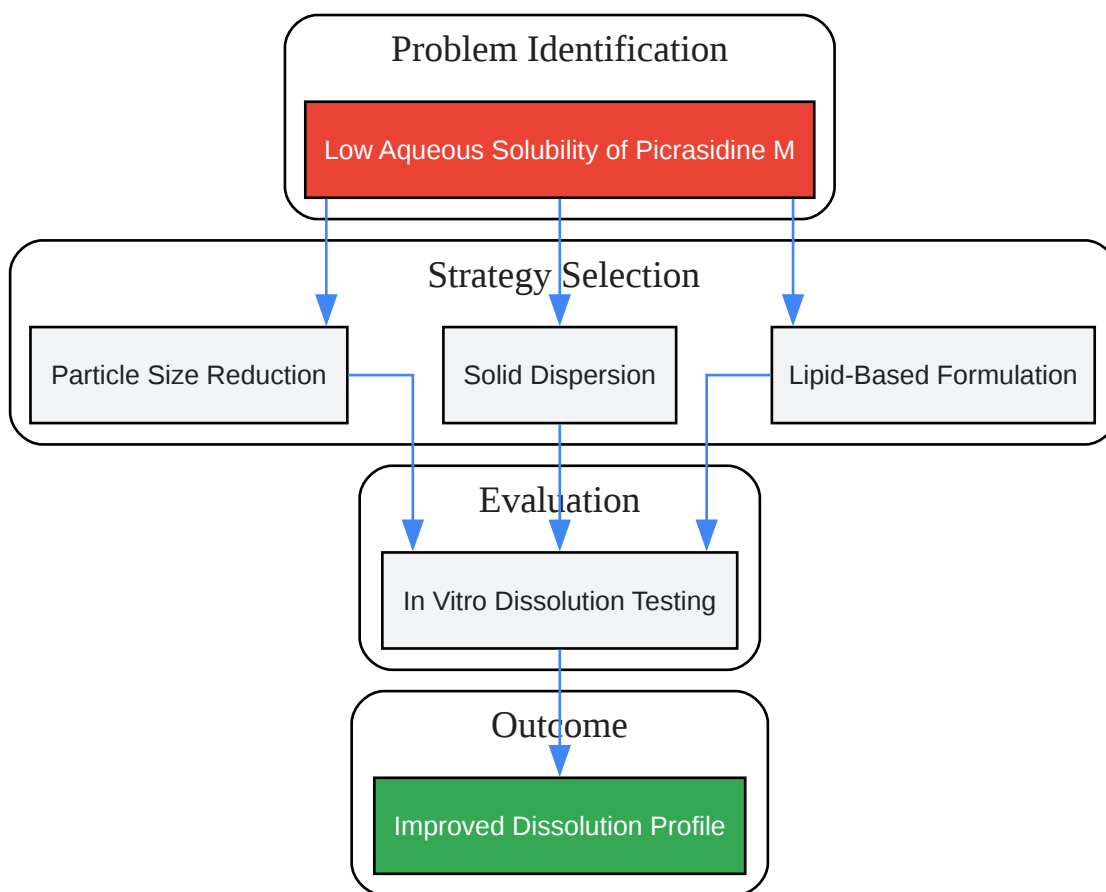 Problem Identification
Low Aqueous Solubility of Picrasidine M
Strategy Selection
Particle Size Reduction
Solid Dispersion
Lipid-Based Formulation
Evaluation
In Vitro Dissolution Testing
Outcome
Improved Dissolution Profile